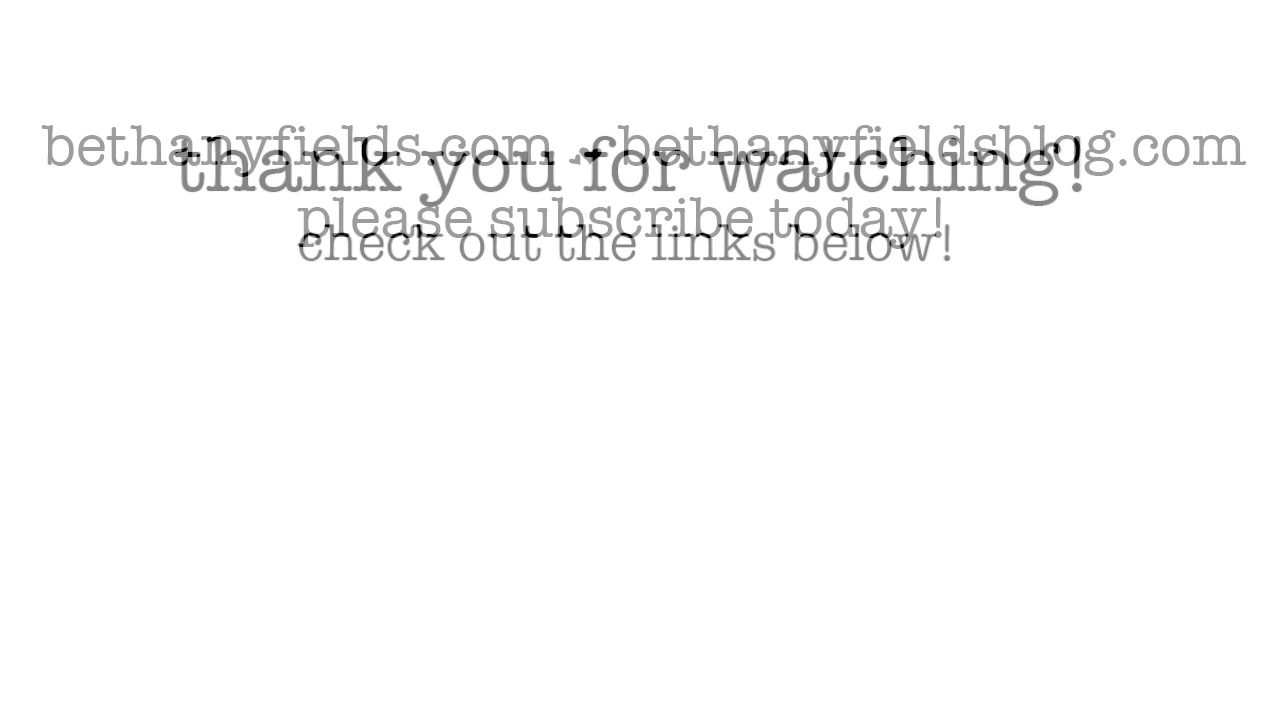 bethanyfields.com . bethanyfieldsblog.com
thank you for watching!
please subscribe today!
check out the links below!